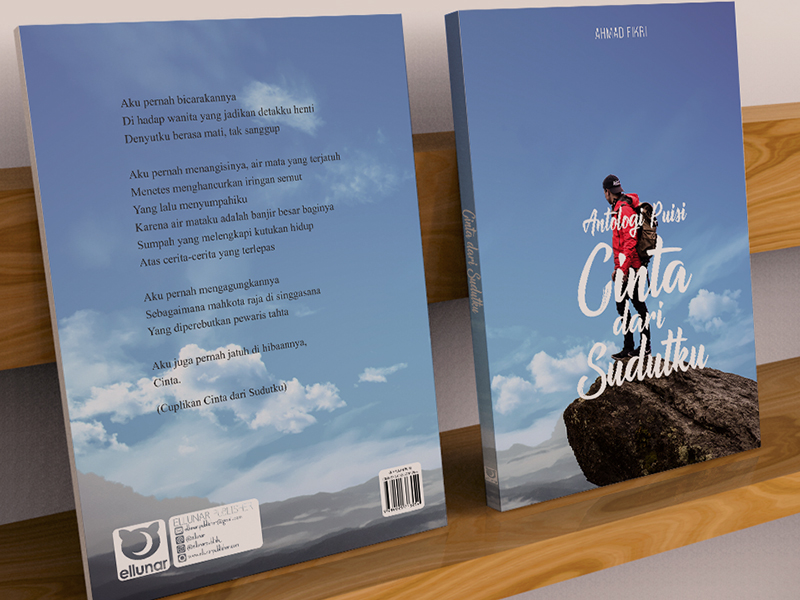 Aku pernah bicarakannya
Di hadap wanita yang jadikan detakku henti
Denyutku berasa mati, tak sanggup
Aku pernah menangisinya, air mata yang terjatuh
Menetes menghancurkan iringan semut
Yang lalu menyumpahiku
Karena air mataku adalah banjir besar baginya
Sumpah yang melengkapi kutukan hidup
Atas cerita-cerita yang terlepas
Aku pernah mengagungkannya
Sebagaimana mahkota raja di singgasana
Yang diperebutkan pewaris tahta
Aku juga pernah jatuh di hibaannya,
Cinta.
(Cuplikan Cinta dari Sudutku)
ellunar
ELLUNAR PUBLISHER
Cinta dari Sudutku
AHMAD FIKRI
Antologi Puisi
Cinta
dari
Sudutku